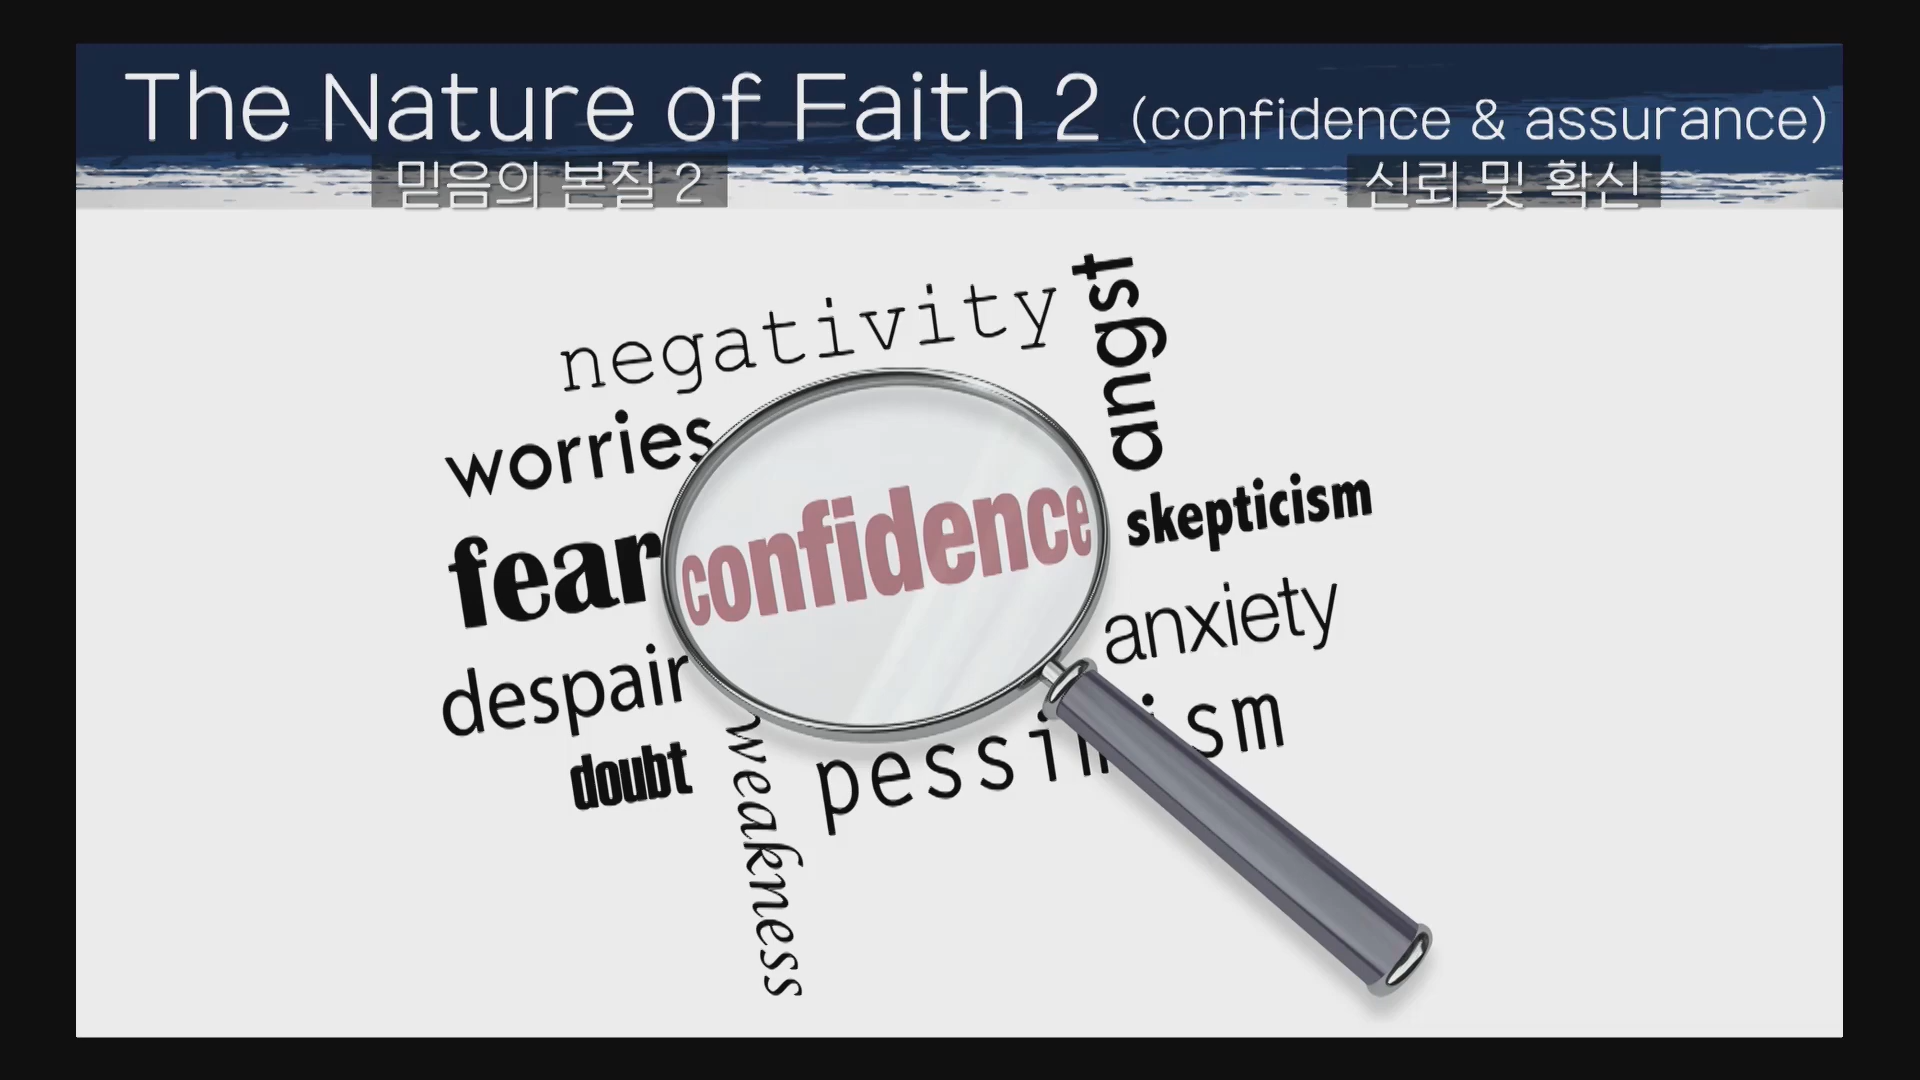 The Nature of Faith 2 (confidence & assurance)
믿음의 본질 2 신뢰 및 확신
negativity
angst
worries
confidence
skepticism
fear
anxiety
despair
doubt
weakness